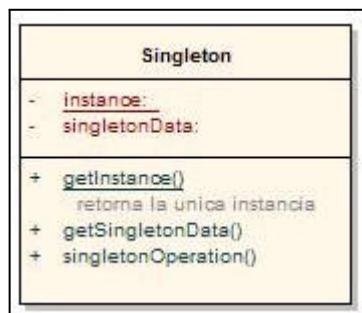 Singleton
- instance:
- singletonData:
+ getInstance()
retorna la unica instancia
+ getSingletonData()
+ singletonOperation()